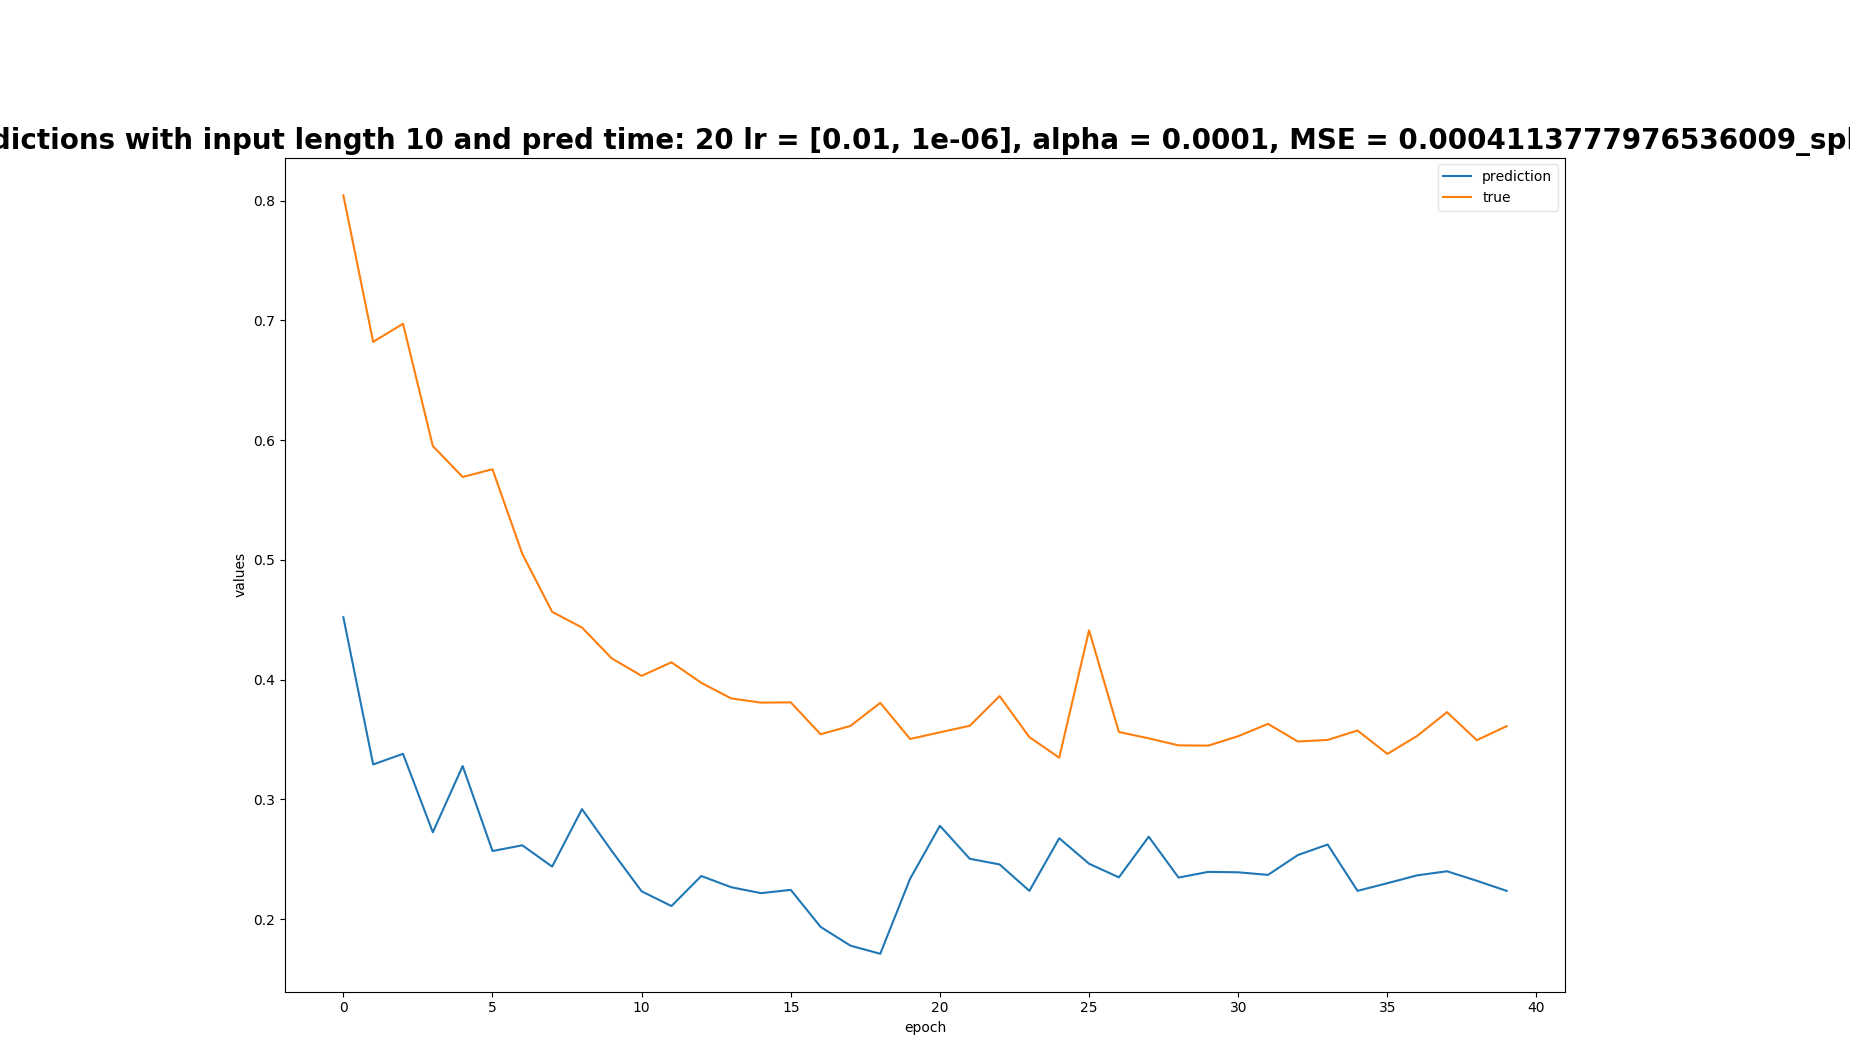 dictions with input length 10 and pred time: 20 lr = [0.01, 1e-06], alpha = 0.0001, MSE = 0.0004113777976536009_spl
prediction
true
0.8
0.7
0.6
0.5
0.4
0.3
0.2
values
0 5 10 15 20 25 30 35 40
epoch